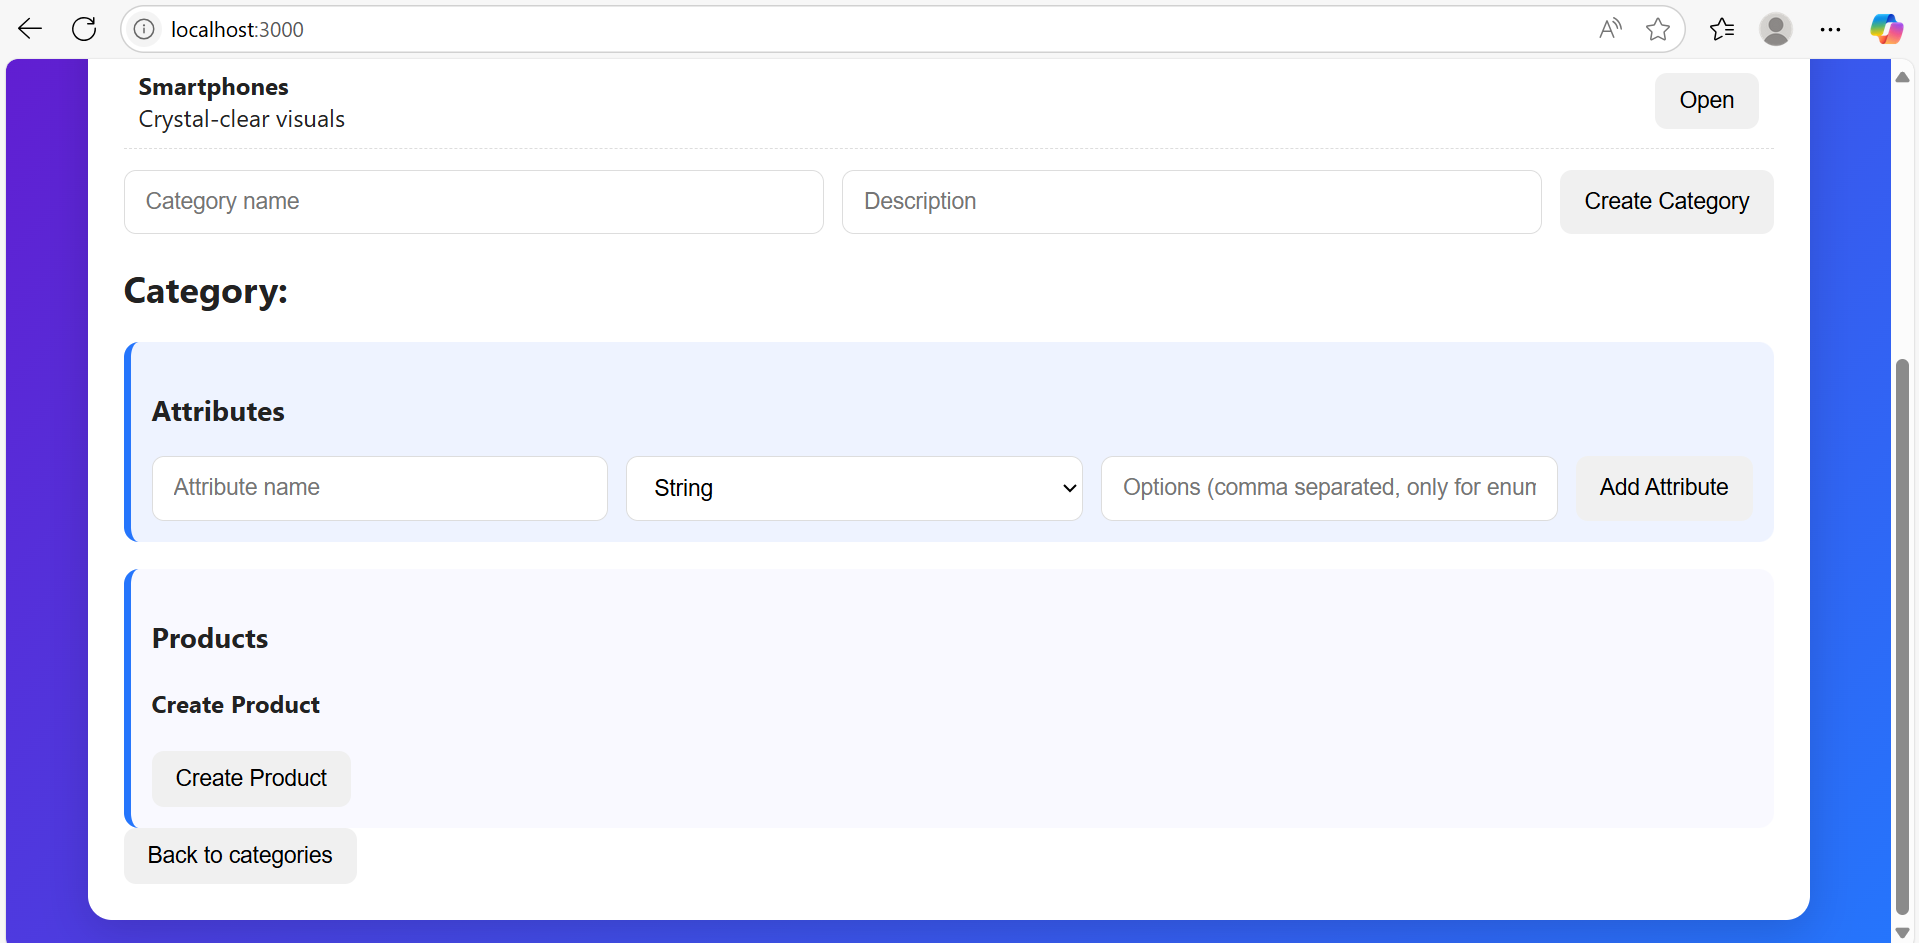 localhost:3000
Smartphones
Crystal-clear visuals
Open
Category name
Description
Create Category
Category:
Attributes
Attribute name
String
Options (comma separated, only for enum
Add Attribute
Products
Create Product
Create Product
Back to categories